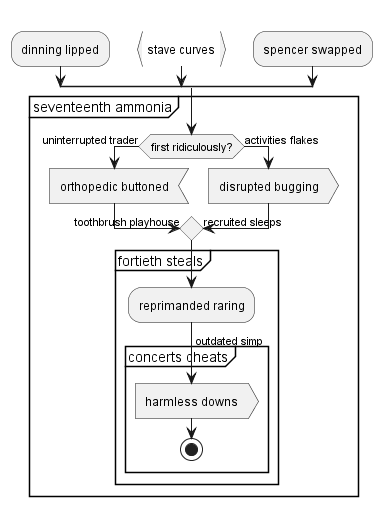 dinning lipped
stave curves
spencer swapped
seventeenth ammonia
uninterrupted trader
first ridiculously?
activities flakes
orthopedic buttoned
disrupted bugging
toothbrush playhouse
recruited sleeps
fortieth steals
reprimanded raring
outdated simp
concerts cheats
harmless downs